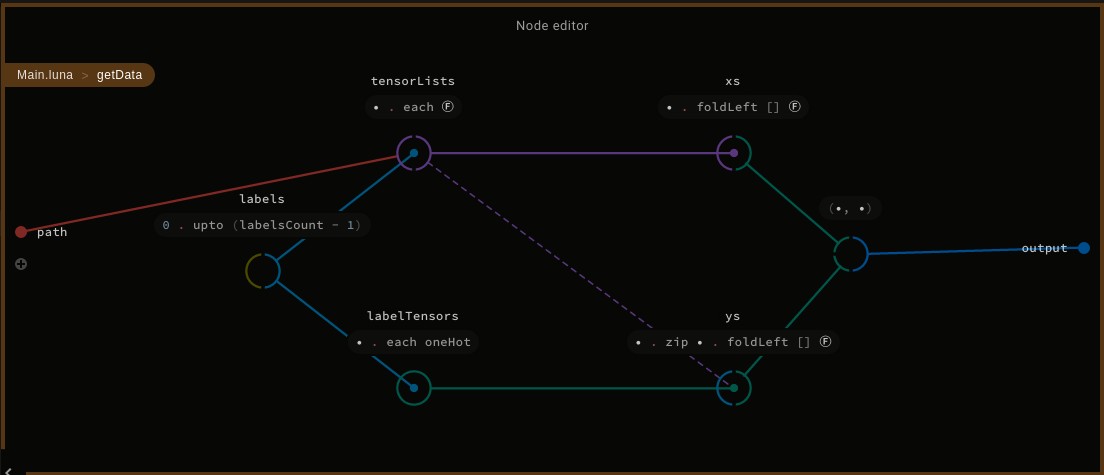 Node editor
Main.luna > getData
tensorLists
• . each Ⓕ
xs
• . foldLeft [] Ⓕ
labels
0 . upto (labelsCount - 1)
path
(•, •)
output
labelTensors
• . each oneHot
ys
• . zip • . foldLeft [] Ⓕ